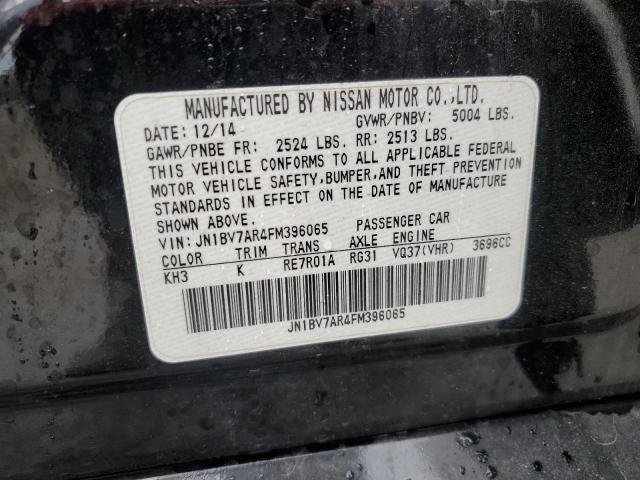 MANUFACTURED BY NISSAN MOTOR CO.,LTD.
DATE: 12/14 GVWR/PNBV: 5004 LBS.
GAWR/PNBE FR: 2524 LBS. RR: 2513 LBS.
THIS VEHICLE CONFORMS TO ALL APPLICABLE FEDERAL
MOTOR VEHICLE SAFETY,BUMPER,AND THEFT PREVENTION
STANDARDS IN EFFECT ON THE DATE OF MANUFACTURE
SHOWN ABOVE.
VIN: JN1BV7AR4FM396065 PASSENGER CAR
COLOR TRIM TRANS AXLE ENGINE
KH3 K RE7R01A RG31 VQ37(VHR) 3696CC
JN1BV7AR4FM396065